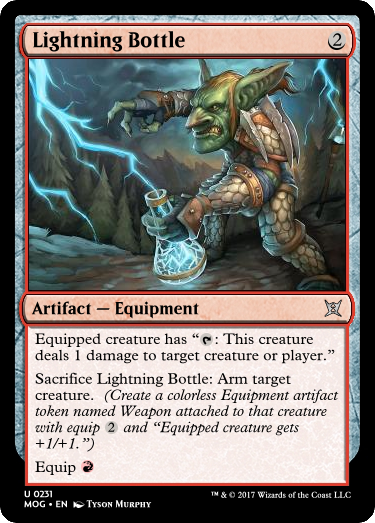 Lightning Bottle 2
Artifact — Equipment
Equipped creature has “: This creature
deals 1 damage to target creature or player.”
Sacrifice Lightning Bottle: Arm target
creature. (Create a colorless Equipment artifact
token named Weapon attached to that creature
with equip 2 and “Equipped creature gets
+1/+1.”)
Equip
U 0231
MOG • EN Tyson Murphy
™ & © 2017 Wizards of the Coast LLC